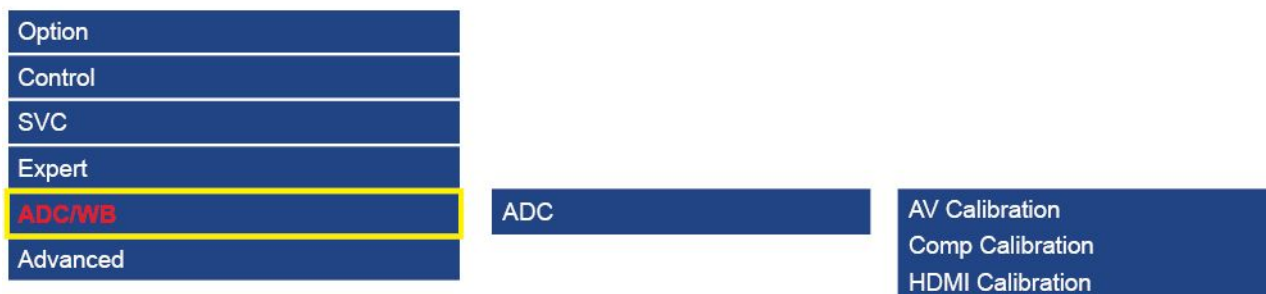 Option
Control
SVC
Expert
ADC/WB
Advanced
ADC
AV Calibration
Comp Calibration
HDMI Calibration